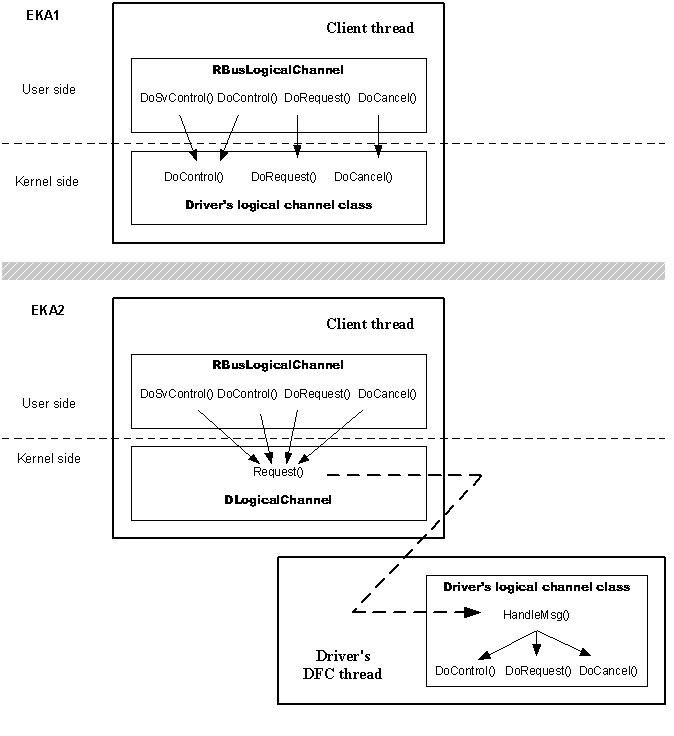 EKA1
Client thread
RBusLogicalChannel
User side
DoSvControl() DoControl() DoRequest() DoCancel()
Kernel side
DoControl() DoRequest() DoCancel()
Driver's logical channel class
EKA2
Client thread
RBusLogicalChannel
DoSvControl() DoControl() DoRequest() DoCancel()
User side
Kernel side
Request()
DLogicalChannel
Driver's logical channel class
HandleMsg()
Driver's
DFC thread
DoControl() DoRequest() DoCancel()